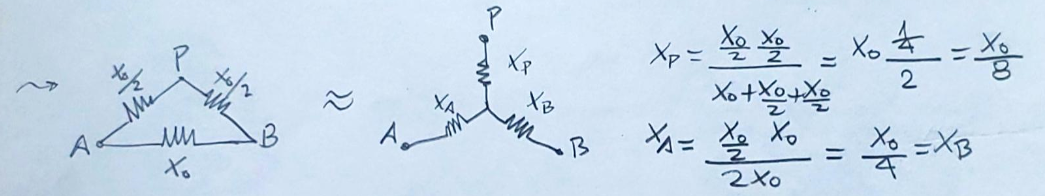 ⇝ P X₀/2 X₀/2 A B X₀ ≈ P X_P X_A X_B A B
X_P = (X₀/2 X₀/2)/(X₀+X₀/2+X₀/2) = X₀ (1/4)/2 = X₀/8
X_A = (X₀/2 X₀)/(2X₀) = X₀/4 = X_B